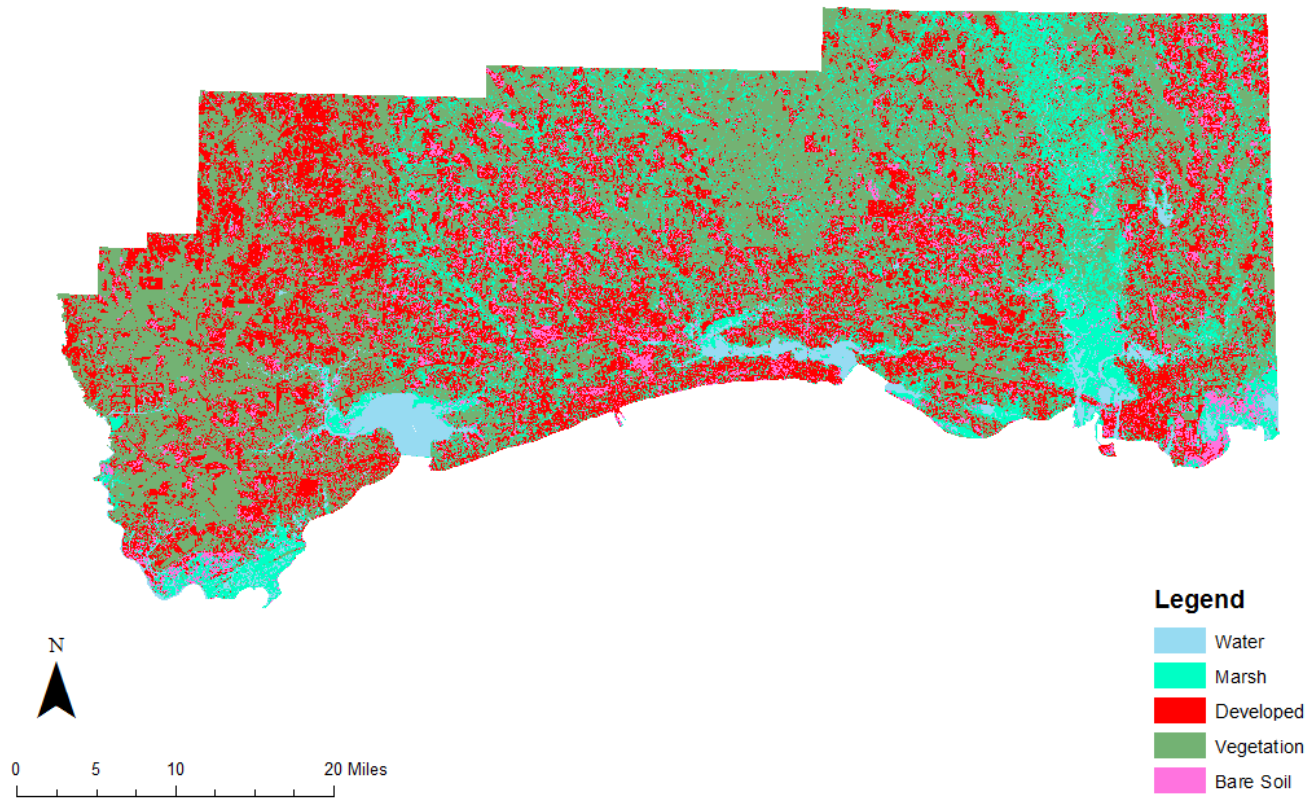 Legend
Water
Marsh
Developed
Vegetation
Bare Soil
N
0 5 10 20 Miles